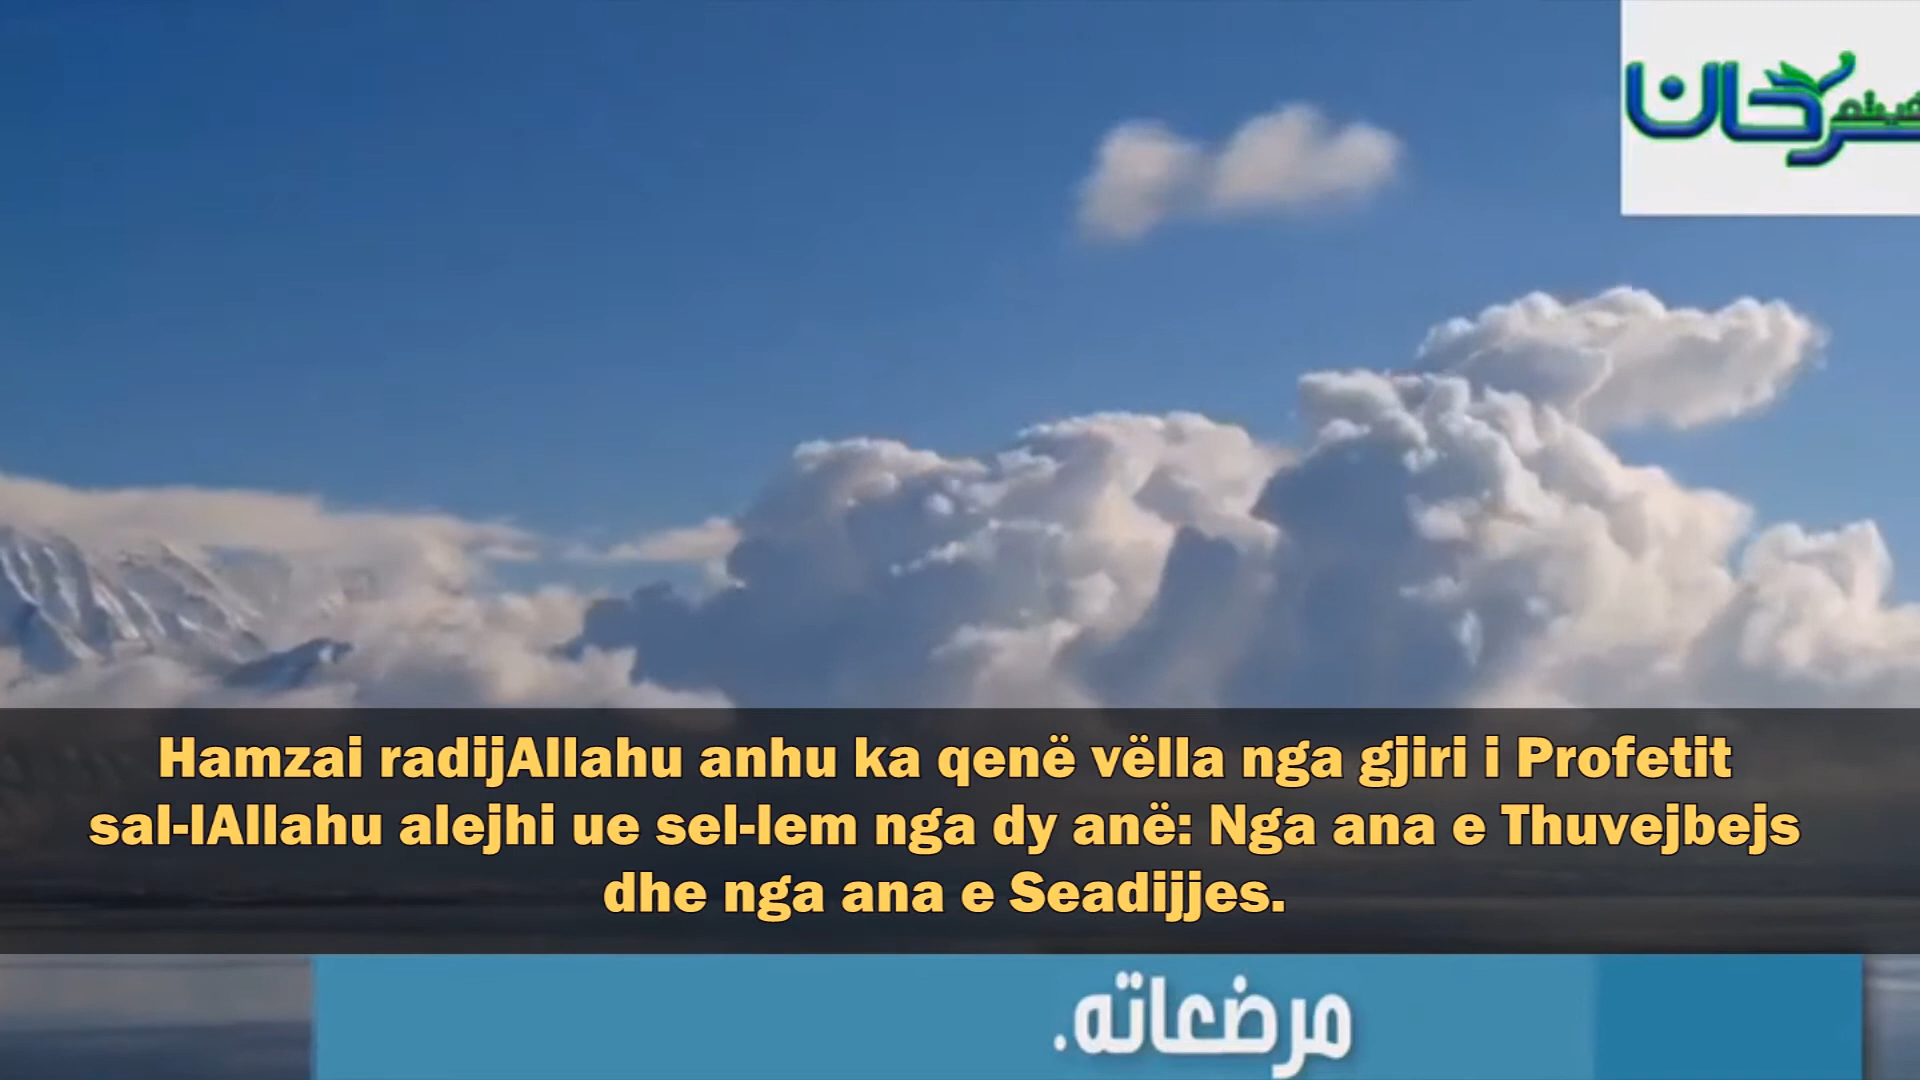 سرحان
Hamzai radijAllahu anhu ka qenë vëlla nga gjiri i Profetit
sal-lAllahu alejhi ue sel-lem nga dy anë: Nga ana e Thuvejbejs
dhe nga ana e Seadijjes.
مرضعاته.